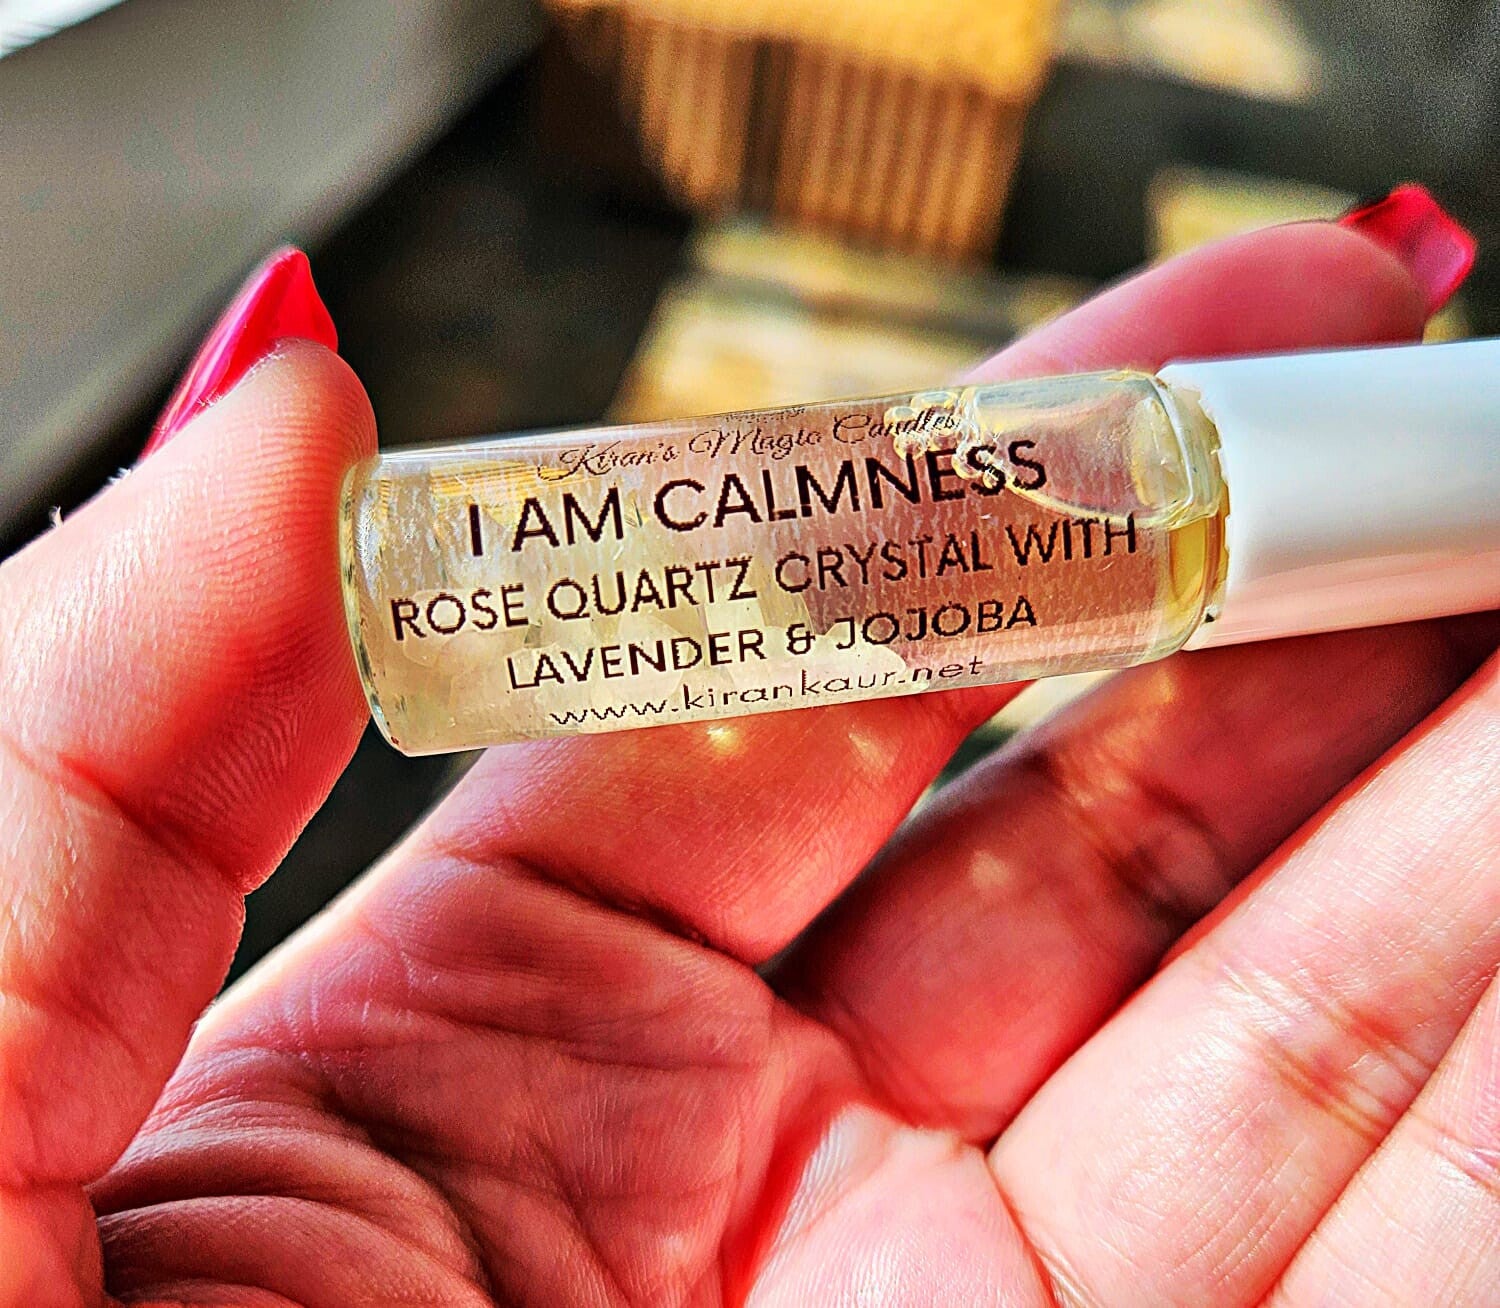 Kiran's Magic Candles
I AM CALMNESS
ROSE QUARTZ CRYSTAL WITH
LAVENDER & JOJOBA
www.kirankaur.net